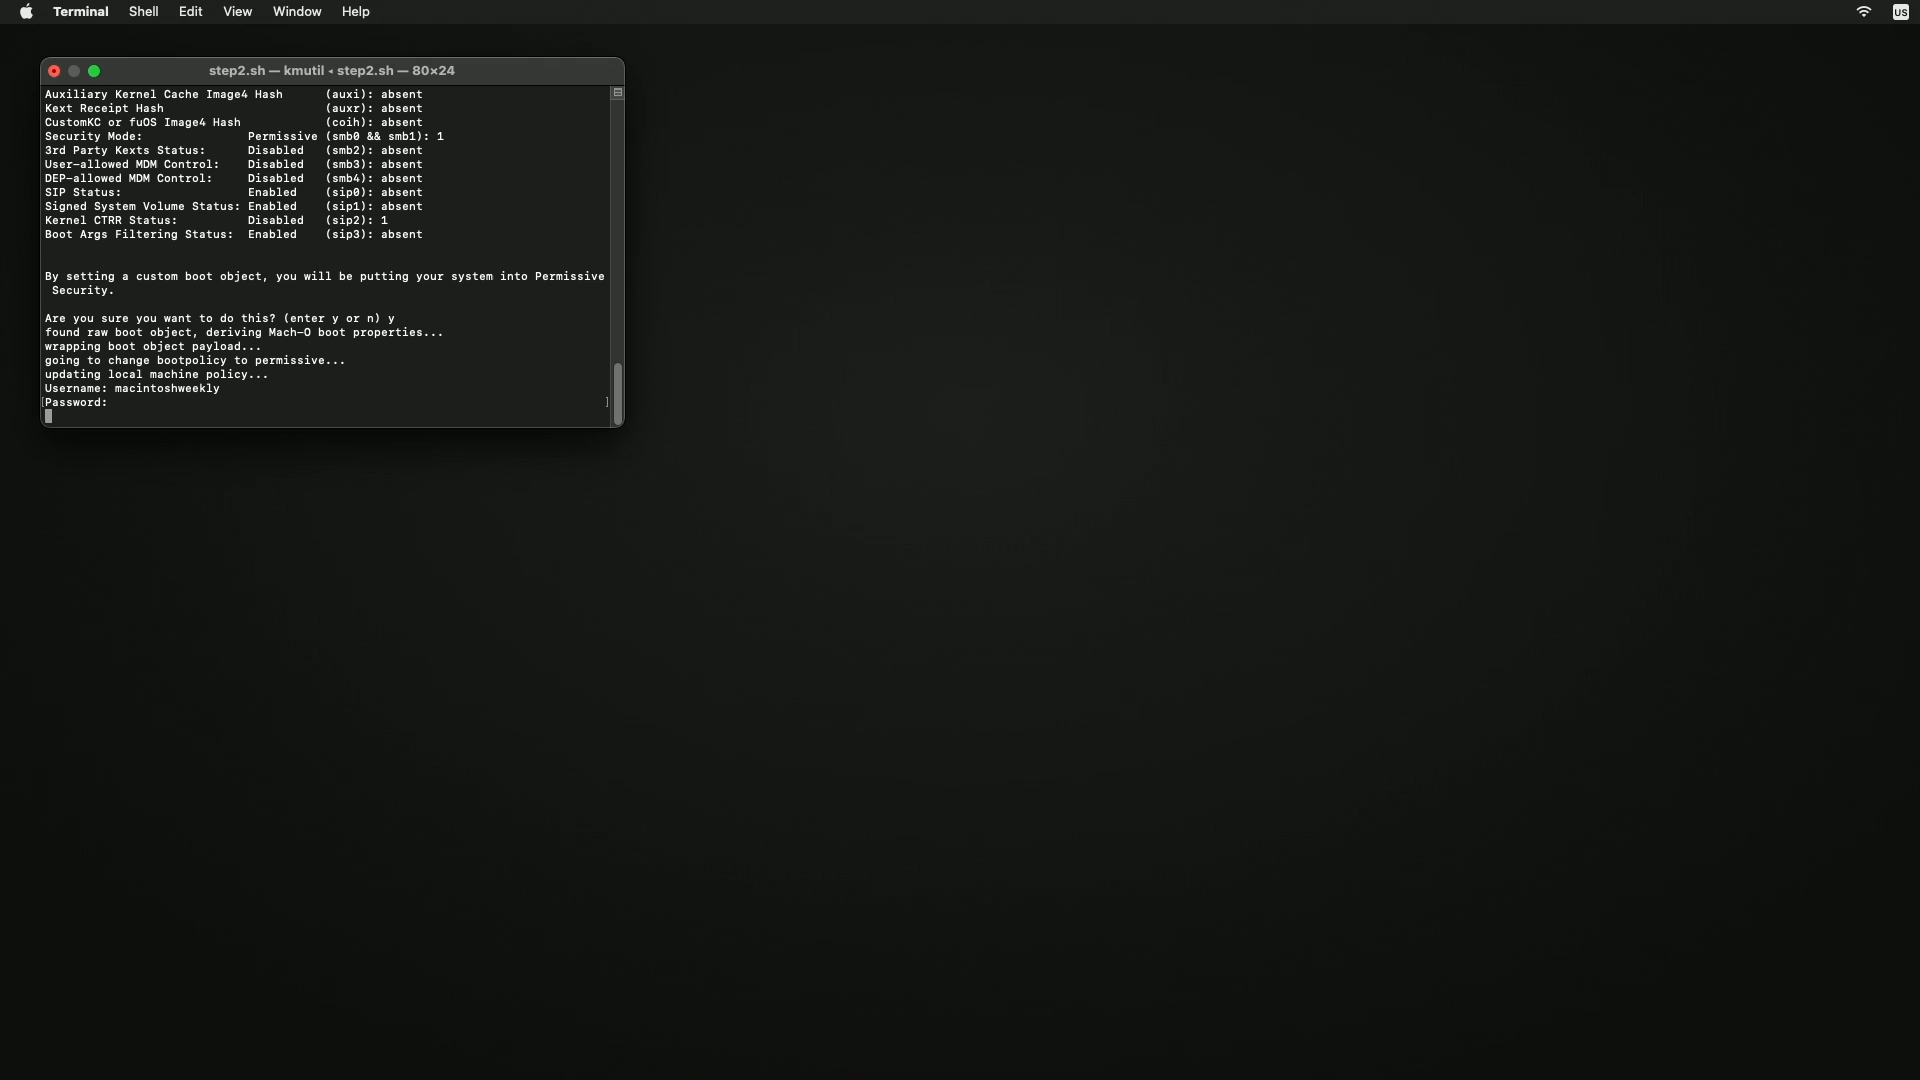 Terminal Shell Edit View Window Help US
step2.sh — kmutil ◂ step2.sh — 80×24
Auxiliary Kernel Cache Image4 Hash (auxi): absent
Kext Receipt Hash (auxr): absent
CustomKC or fuOS Image4 Hash (coih): absent
Security Mode: Permissive (smb0 && smb1): 1
3rd Party Kexts Status: Disabled (smb2): absent
User-allowed MDM Control: Disabled (smb3): absent
DEP-allowed MDM Control: Disabled (smb4): absent
SIP Status: Enabled (sip0): absent
Signed System Volume Status: Enabled (sip1): absent
Kernel CTRR Status: Disabled (sip2): 1
Boot Args Filtering Status: Enabled (sip3): absent
By setting a custom boot object, you will be putting your system into Permissive
Security.
Are you sure you want to do this? (enter y or n) y
found raw boot object, deriving Mach-O boot properties...
wrapping boot object payload...
going to change bootpolicy to permissive...
updating local machine policy...
Username: macintoshweekly
[Password: ]